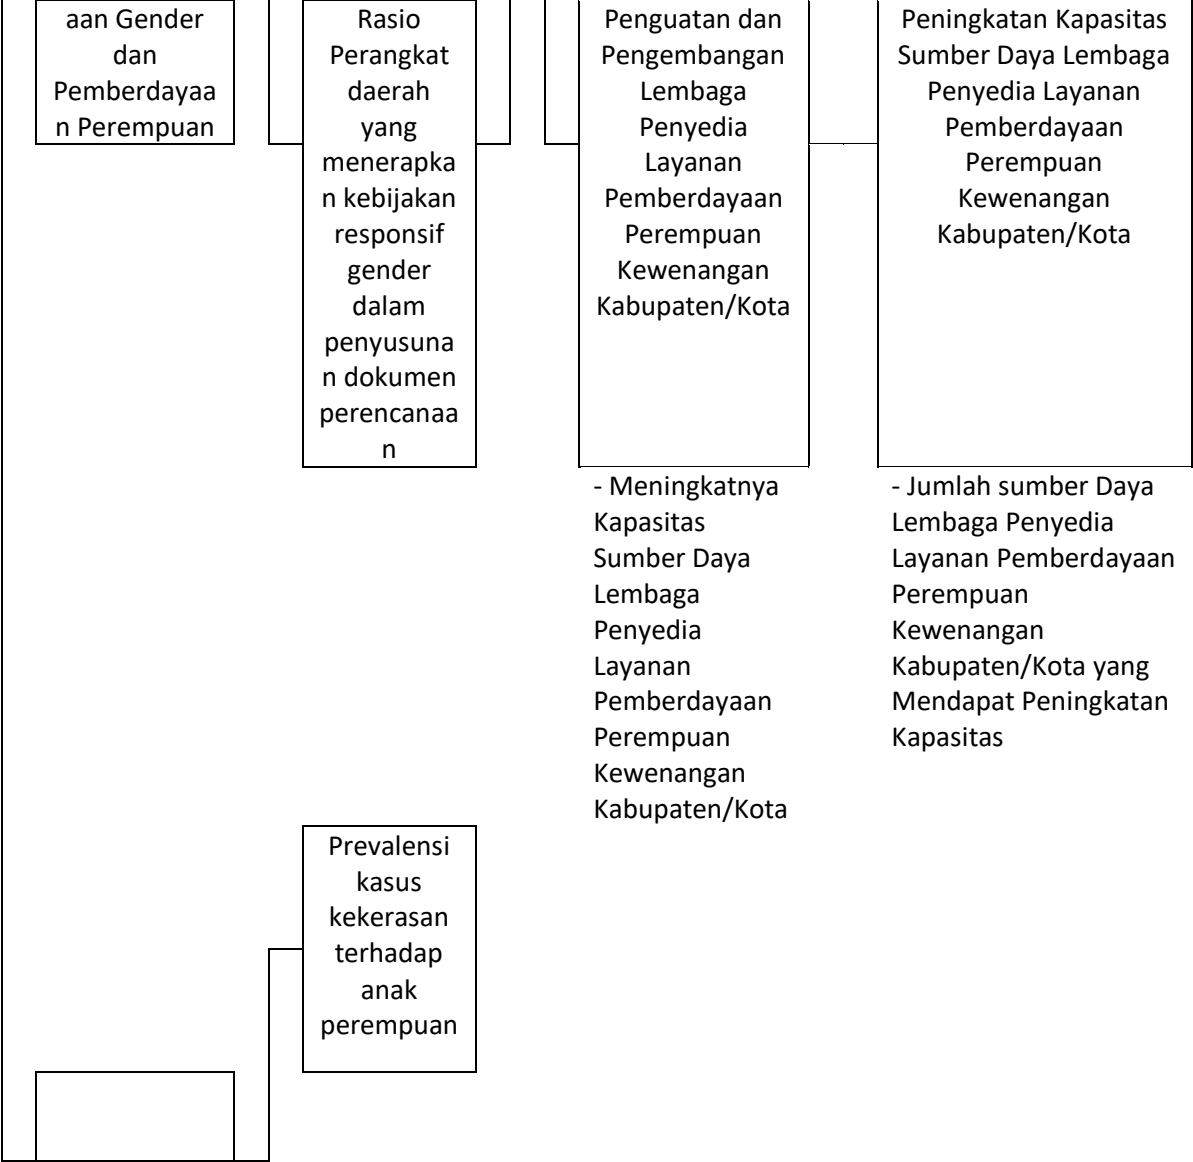 aan Gender
dan
Pemberdayaa
n Perempuan
Rasio
Perangkat
daerah
yang
menerapka
n kebijakan
responsif
gender
dalam
penyusuna
n dokumen
perencanaa
n
Penguatan dan
Pengembangan
Lembaga
Penyedia
Layanan
Pemberdayaan
Perempuan
Kewenangan
Kabupaten/Kota
Peningkatan Kapasitas
Sumber Daya Lembaga
Penyedia Layanan
Pemberdayaan
Perempuan
Kewenangan
Kabupaten/Kota
- Meningkatnya
Kapasitas
Sumber Daya
Lembaga
Penyedia
Layanan
Pemberdayaan
Perempuan
Kewenangan
Kabupaten/Kota
- Jumlah sumber Daya
Lembaga Penyedia
Layanan Pemberdayaan
Perempuan
Kewenangan
Kabupaten/Kota yang
Mendapat Peningkatan
Kapasitas
Prevalensi
kasus
kekerasan
terhadap
anak
perempuan